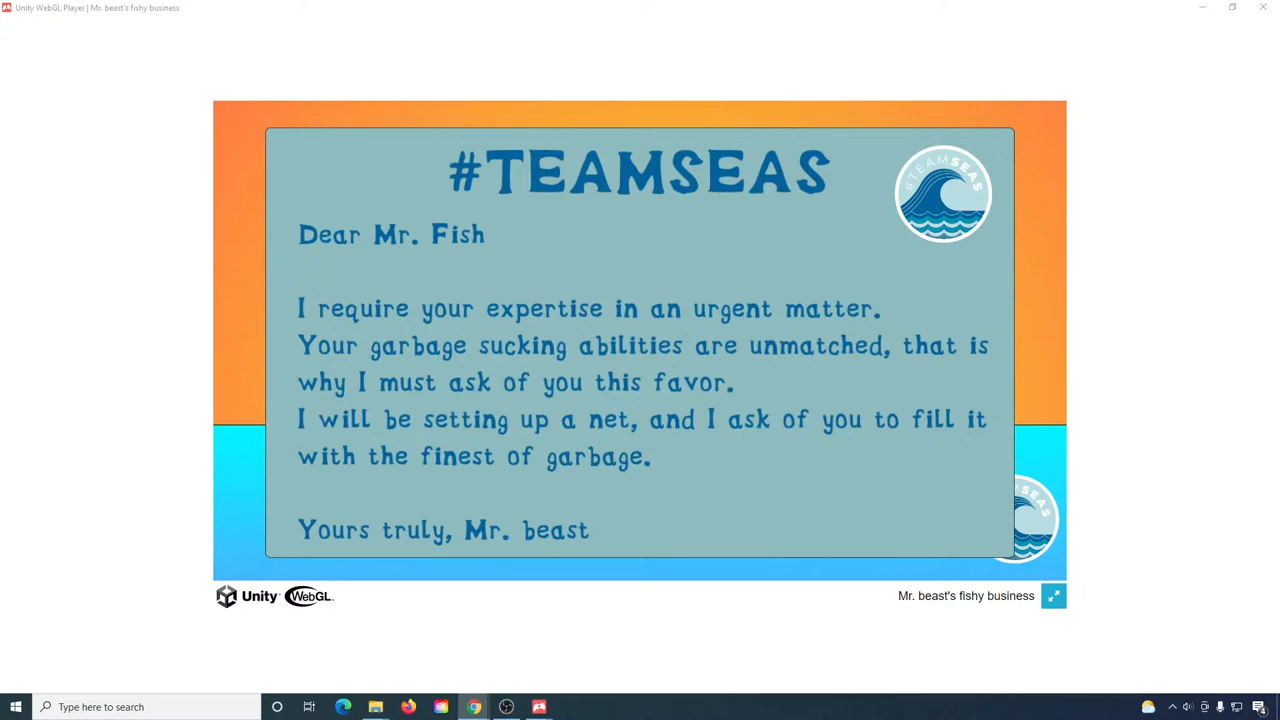 Unity WebGL Player | Mr. beast's fishy business
#TEAMSEAS
#TEAMSEAS
Dear Mr. Fish
I require your expertise in an urgent matter.
Your garbage sucking abilities are unmatched, that is
why I must ask of you this favor.
I will be setting up a net, and I ask of you to fill it
with the finest of garbage.
EAS
Yours truly, Mr. beast
Unity WebGL.
Mr. beast's fishy business
Type here to search
4